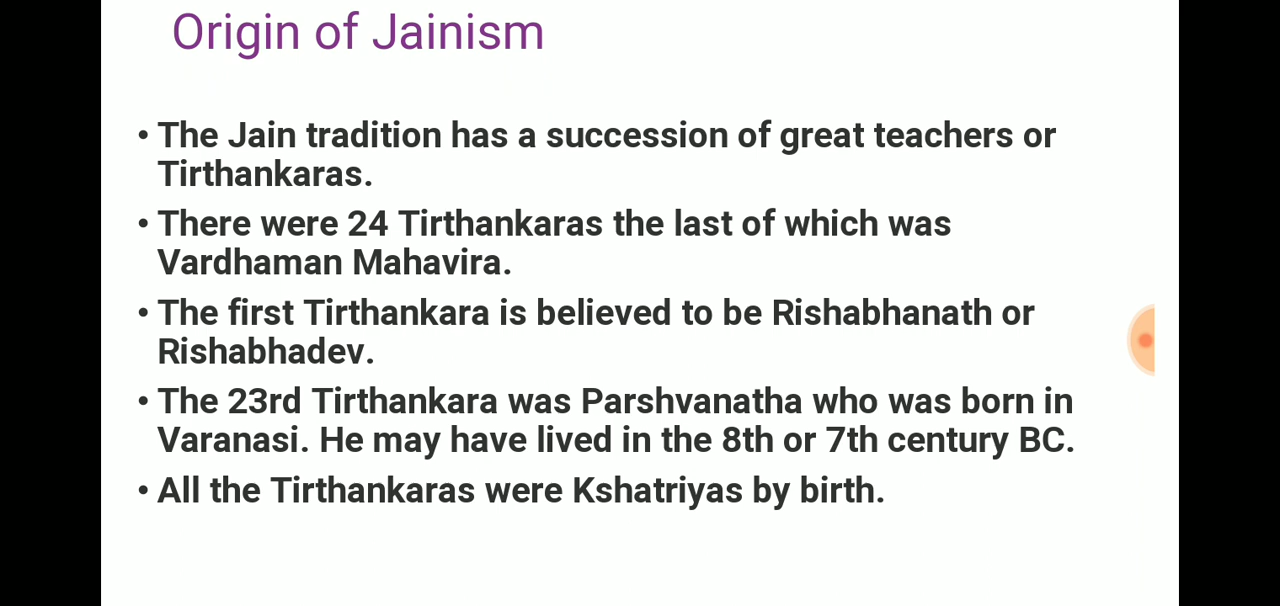 Origin of Jainism
• The Jain tradition has a succession of great teachers or
Tirthankaras.
• There were 24 Tirthankaras the last of which was
Vardhaman Mahavira.
• The first Tirthankara is believed to be Rishabhanath or
Rishabhadev.
• The 23rd Tirthankara was Parshvanatha who was born in
Varanasi. He may have lived in the 8th or 7th century BC.
• All the Tirthankaras were Kshatriyas by birth.